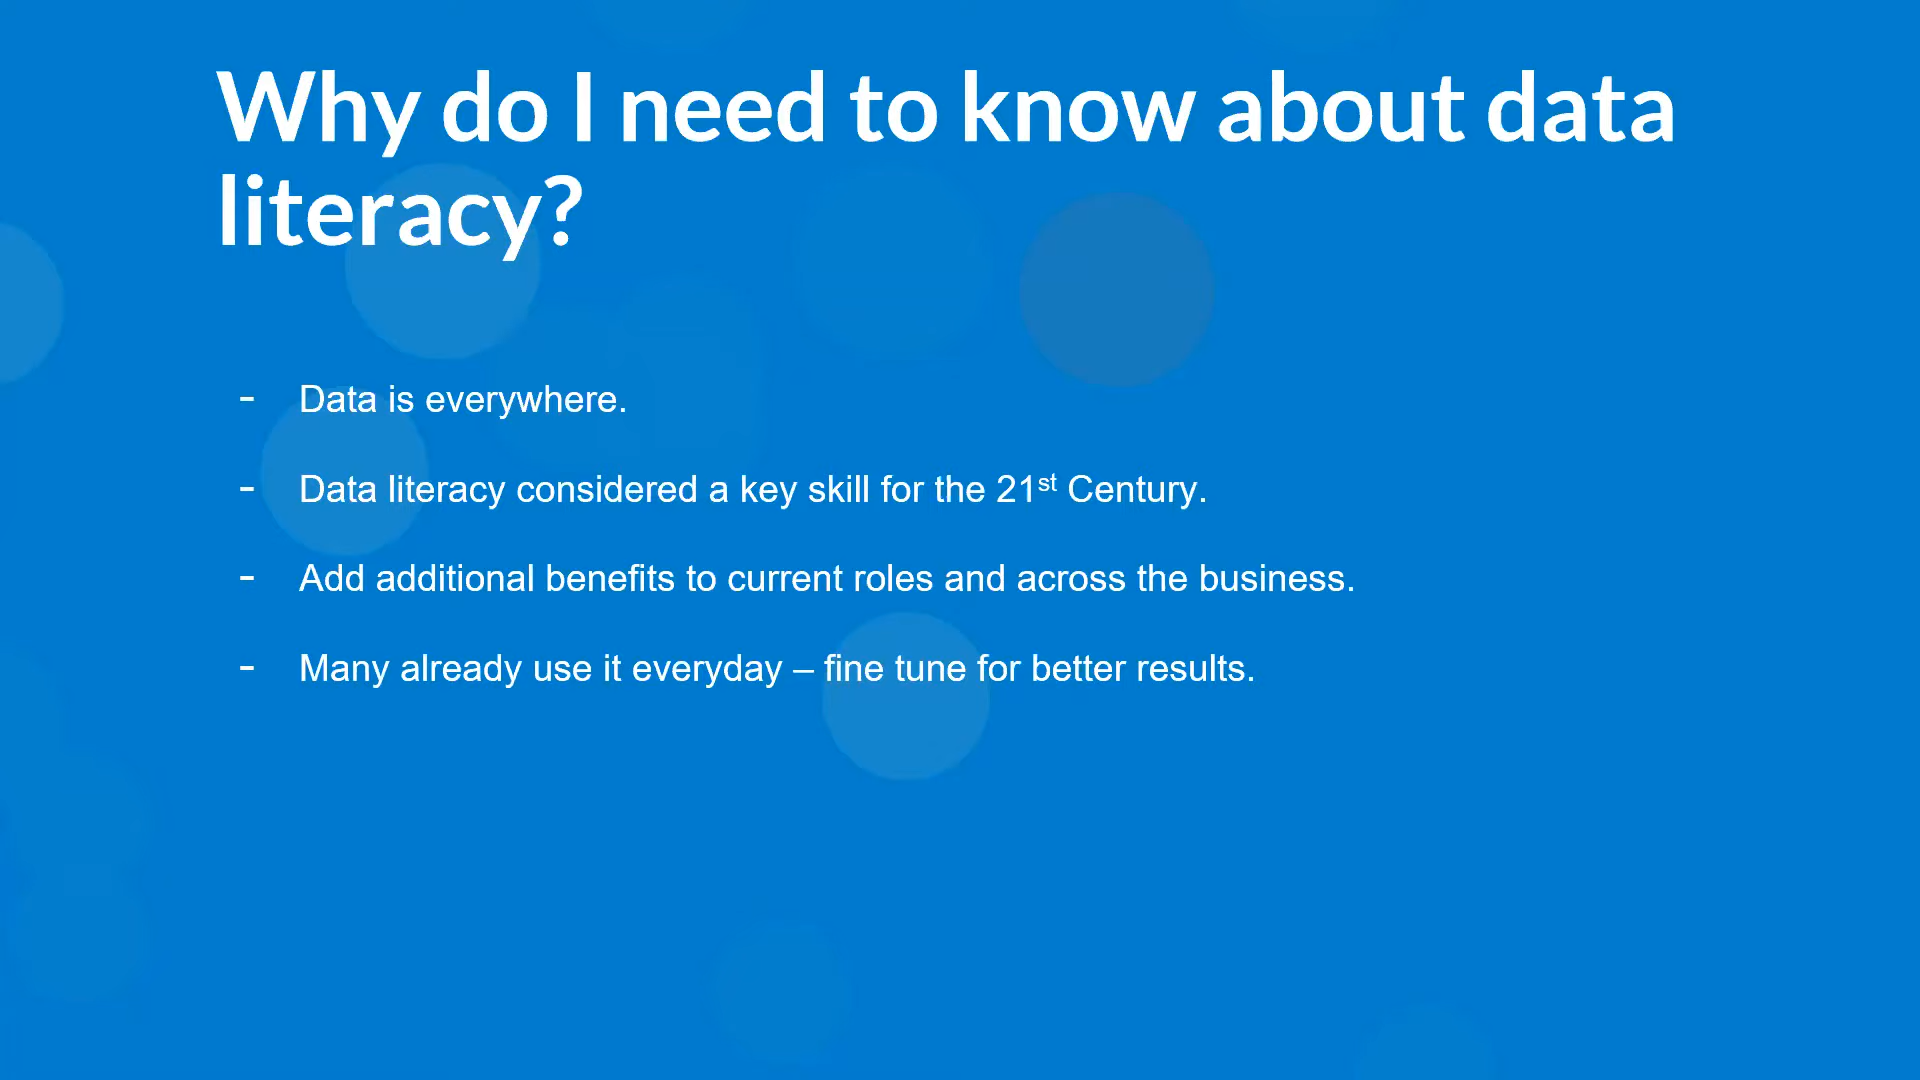 Why do I need to know about data
literacy?
- Data is everywhere.
- Data literacy considered a key skill for the 21st Century.
- Add additional benefits to current roles and across the business.
- Many already use it everyday – fine tune for better results.